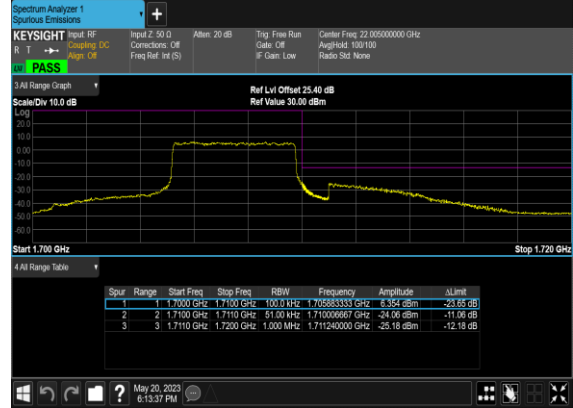 Spectrum Analyzer 1
Spurious Emissions
+
KEYSIGHT Input: RF
R T Coupling: DC
Align: Off
Input Z: 50 Ω
Corrections: Off
Freq Ref: Int (S)
Atten: 20 dB
Trig: Free Run
Gate: Off
IF Gain: Low
Center Freq: 22.005000000 GHz
Avg|Hold: 100/100
Radio Std: None
PASS
3 All Range Graph
Ref Lvl Offset 25.40 dB
Scale/Div 10.0 dB
Ref Value 30.00 dBm
Log
20.0
10.0
0.00
-10.0
-20.0
-30.0
-40.0
-50.0
-60.0
Start 1.700 GHz
Stop 1.720 GHz
4 All Range Table
Spur Range Start Freq Stop Freq RBW Frequency Amplitude ΔLimit
1 1 1.7000 GHz 1.7100 GHz 100.0 kHz 1.705883333 GHz 6.354 dBm -23.65 dB
2 2 1.7100 GHz 1.7110 GHz 51.00 kHz 1.710006667 GHz -24.06 dBm -11.06 dB
3 3 1.7110 GHz 1.7200 GHz 1.000 MHz 1.711240000 GHz -25.18 dBm -12.18 dB
?
May 20, 2023
6:13:37 PM